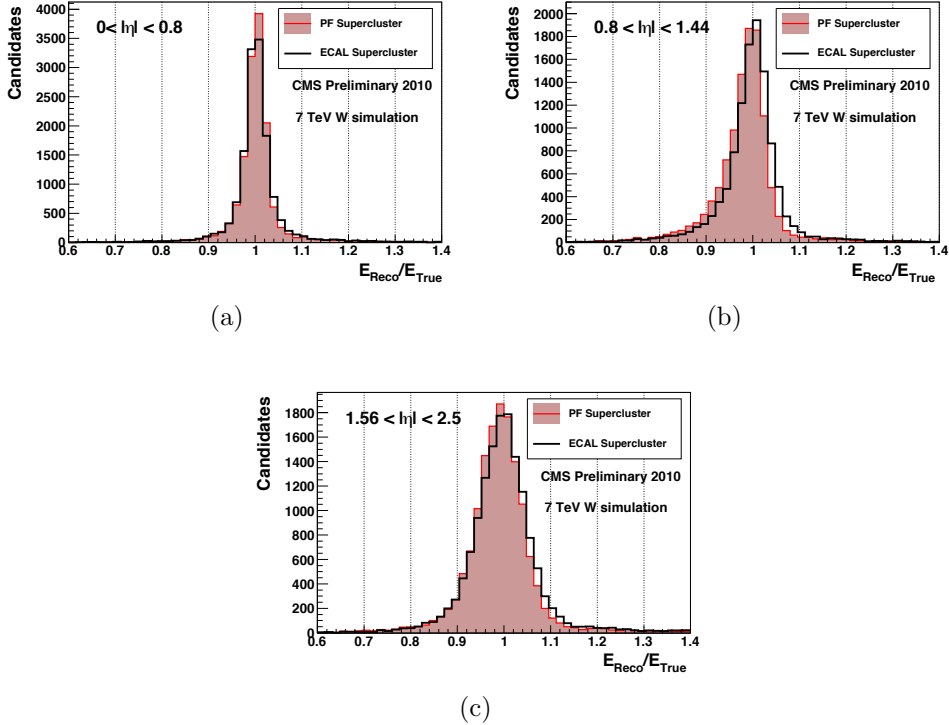 Candidates
4000
3500
3000
2500
2000
1500
1000
500
0
0< |η| < 0.8
PF Supercluster
ECAL Supercluster
CMS Preliminary 2010
7 TeV W simulation
0.6 0.7 0.8 0.9 1 1.1 1.2 1.3 1.4
E_Reco/E_True
(a)
Candidates
2000
1800
1600
1400
1200
1000
800
600
400
200
0
0.8 < |η| < 1.44
PF Supercluster
ECAL Supercluster
CMS Preliminary 2010
7 TeV W simulation
0.6 0.7 0.8 0.9 1 1.1 1.2 1.3 1.4
E_Reco/E_True
(b)
Candidates
1800
1600
1400
1200
1000
800
600
400
200
0
1.56 < |η| < 2.5
PF Supercluster
ECAL Supercluster
CMS Preliminary 2010
7 TeV W simulation
0.6 0.7 0.8 0.9 1 1.1 1.2 1.3 1.4
E_Reco/E_True
(c)